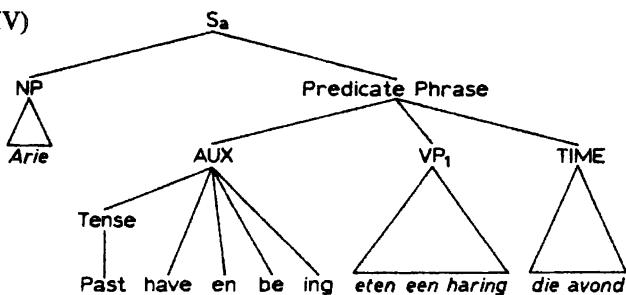 V)
Sa
NP
Predicate Phrase
Arie
AUX
VP1
TIME
Tense
Past have en be ing eten een haring die avond